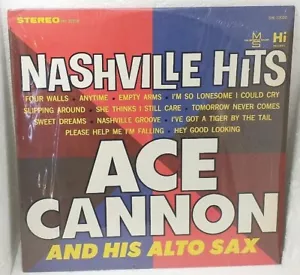 STEREO
Hi
NASHVILLE HITS
FOUR WALLS • ANYTIME • EMPTY ARMS • I'M SO LONESOME I COULD CRY
SLIPPING AROUND • SHE THINKS I STILL CARE • TOMORROW NEVER COMES
SWEET DREAMS • NASHVILLE GROOVE • I'VE GOT A TIGER BY THE TAIL
PLEASE HELP ME I'M FALLING • HEY GOOD LOOKING
ACE
CANNON
AND HIS ALTO SAX